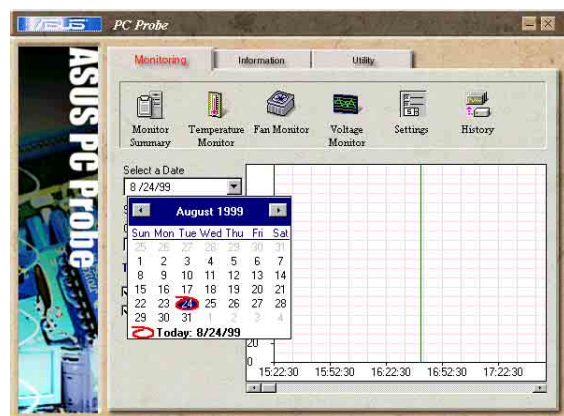 ASUS PC Probe
Monitoring Information Utility
Monitor Summary
Temperature Monitor
Fan Monitor
Voltage Monitor
Settings
History
ASUS PC Probe
Select a Date
8 /24/99
August 1999
Sun Mon Tue Wed Thu Fri Sat
25 26 27 28 29 30 31
1 2 3 4 5 6 7
8 9 10 11 12 13 14
15 16 17 18 19 20 21
22 23 24 25 26 27 28
29 30 31 1 2 3 4
Today: 8/24/99
20
0
15:22:30 15:52:30 16:22:30 16:52:30 17:22:30